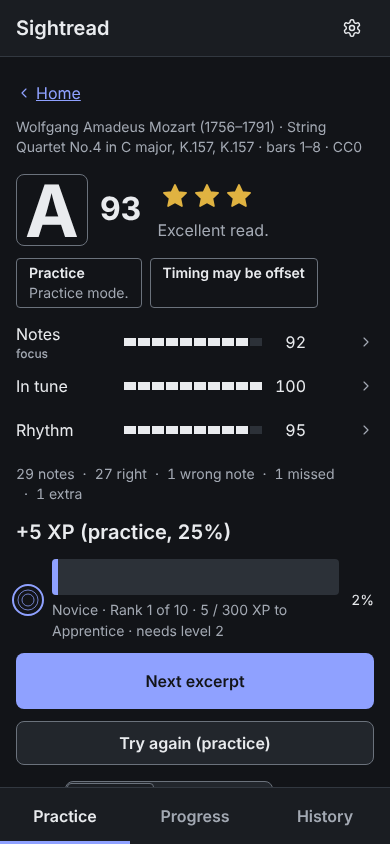 Sightread
Home
Wolfgang Amadeus Mozart (1756–1791) · String
Quartet No.4 in C major, K.157, K.157 · bars 1–8 · CC0
A
93
Excellent read.
Practice
Practice mode.
Timing may be offset
Notes
focus
92
In tune
100
Rhythm
95
29 notes · 27 right · 1 wrong note · 1 missed
· 1 extra
+5 XP (practice, 25%)
2%
Novice · Rank 1 of 10 · 5 / 300 XP to
Apprentice · needs level 2
Next excerpt
Try again (practice)
Practice
Progress
History